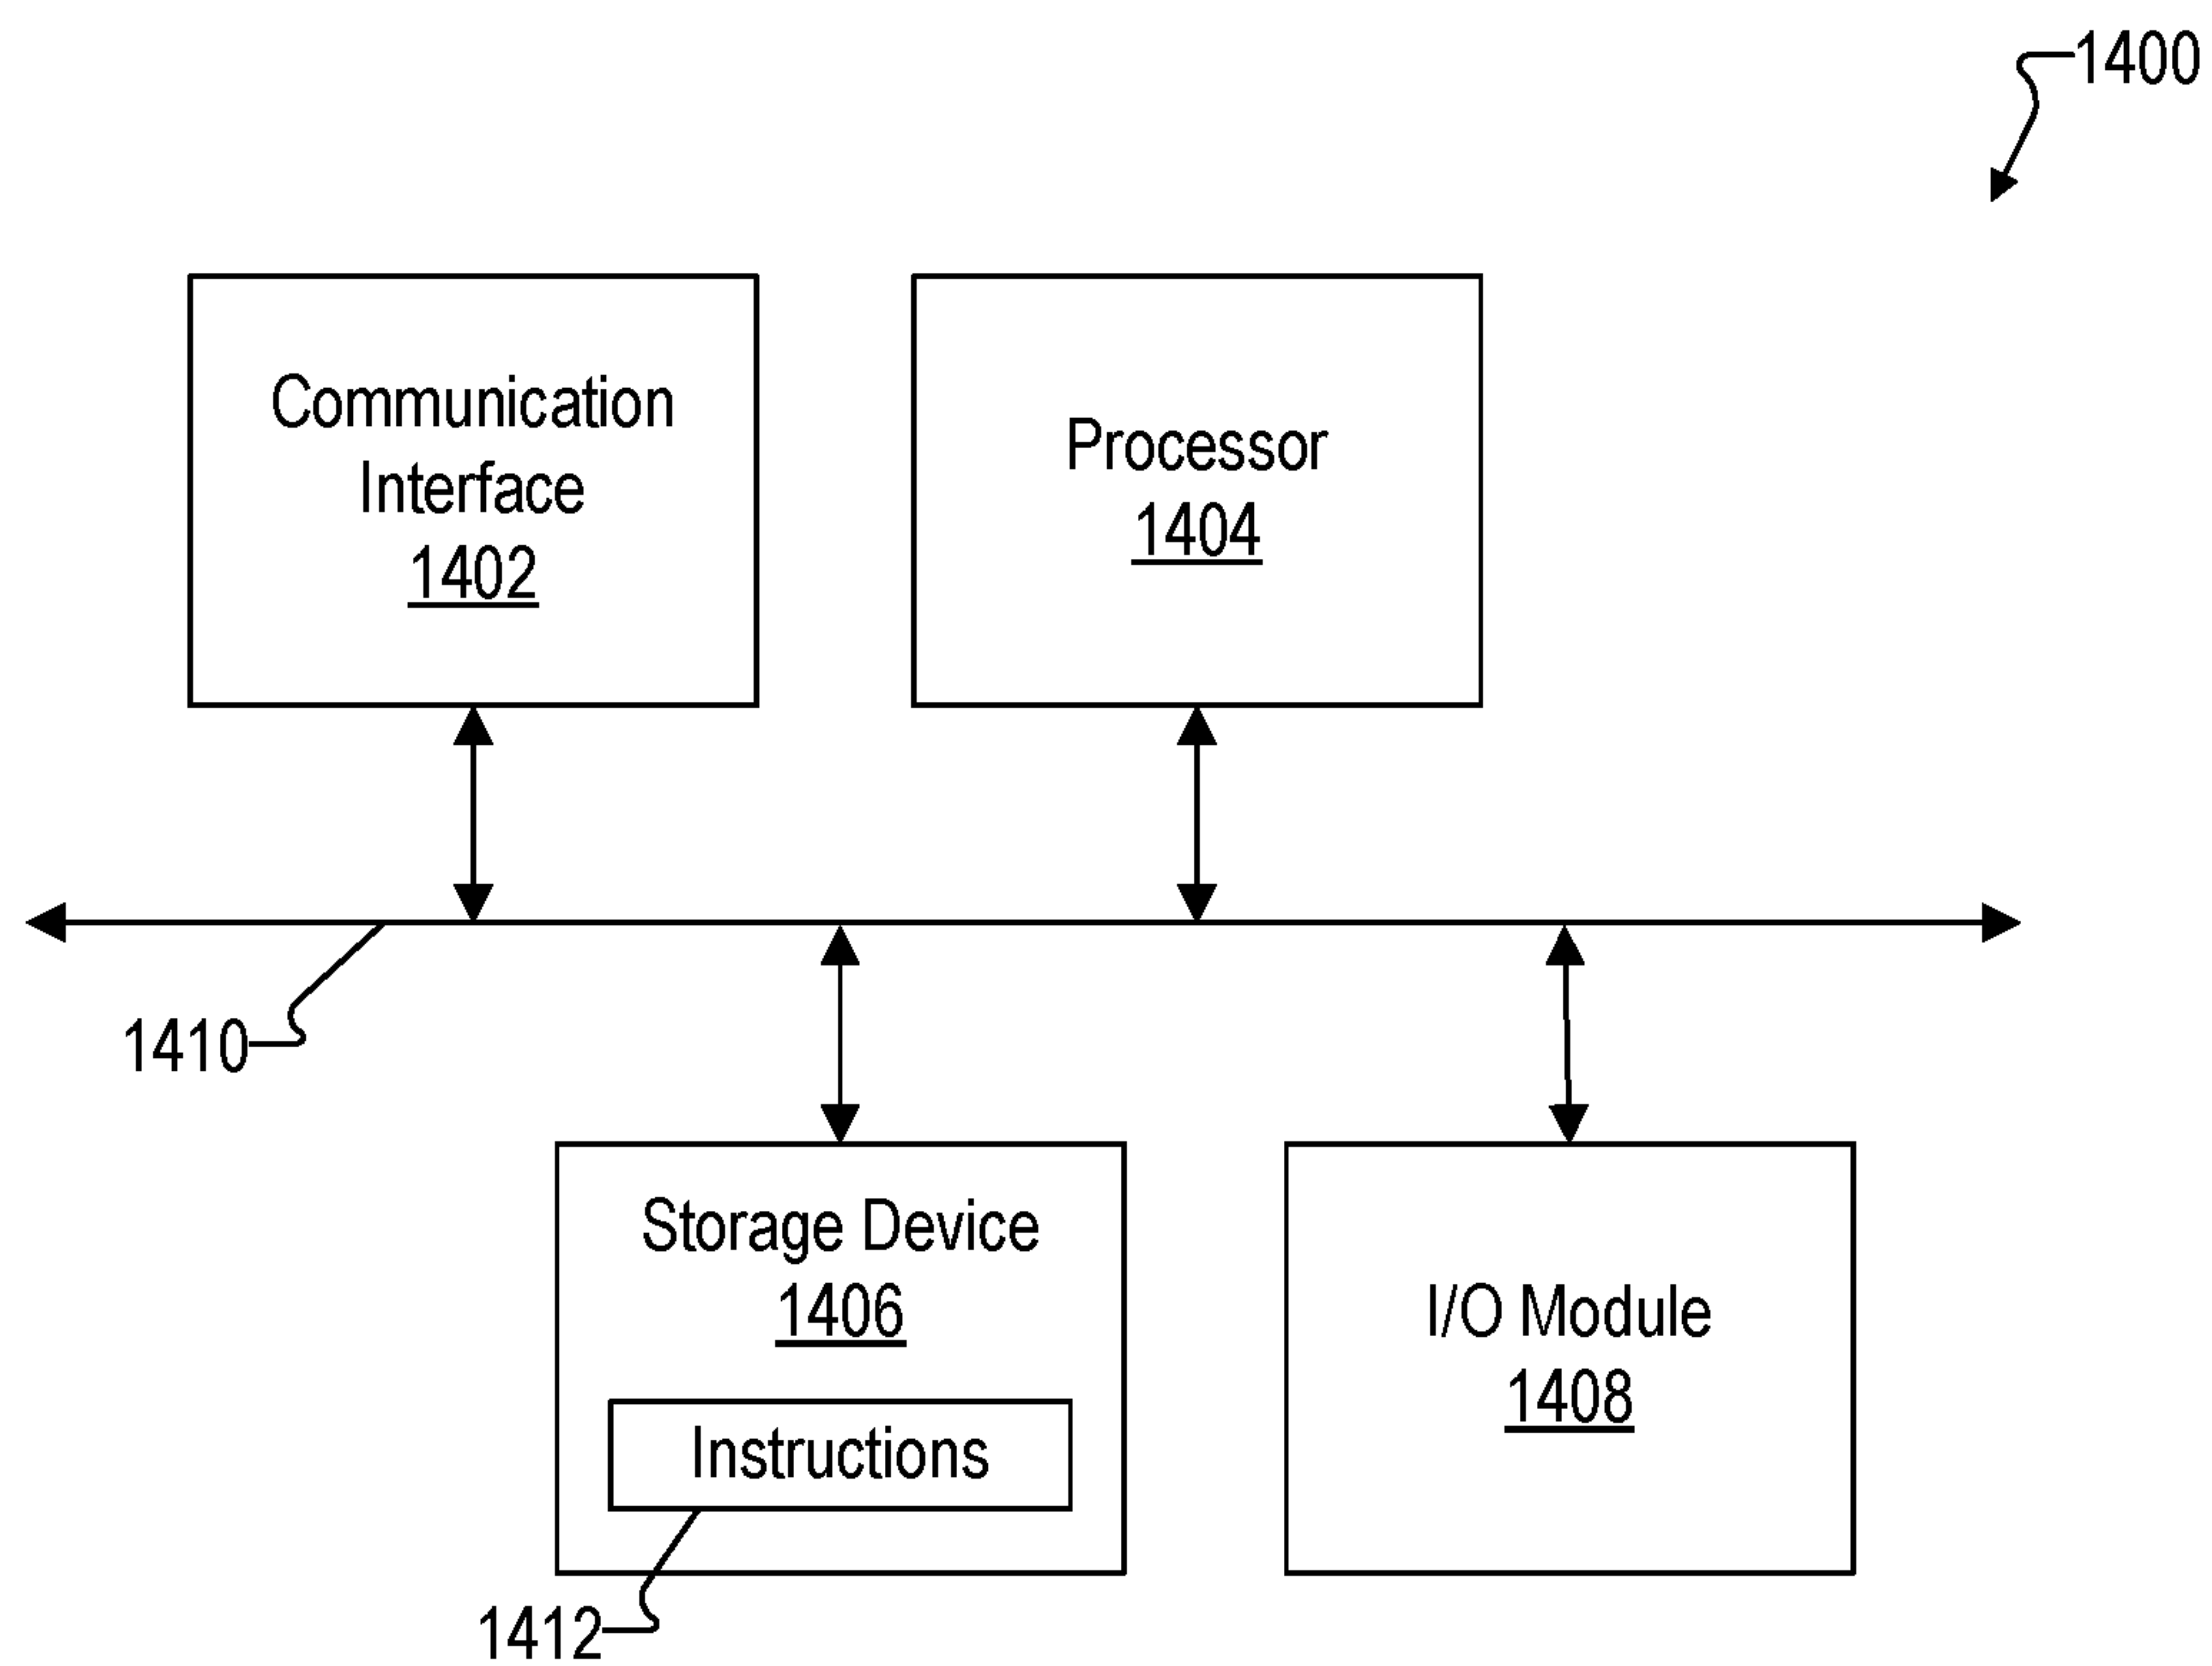 1400
Communication
Interface
1402
Processor
1404
1410
Storage Device
1406
Instructions
1412
I/O Module
1408